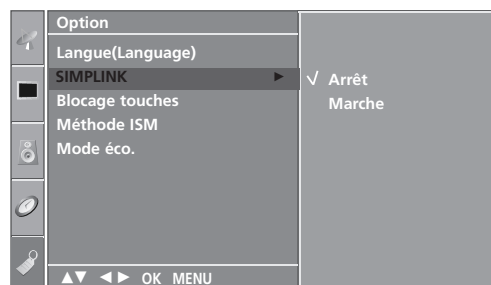 Option
Langue(Language)
SIMPLINK ►
Blocage touches
Méthode ISM
Mode éco.
√ Arrêt
Marche
▲▼ ◄► OK MENU